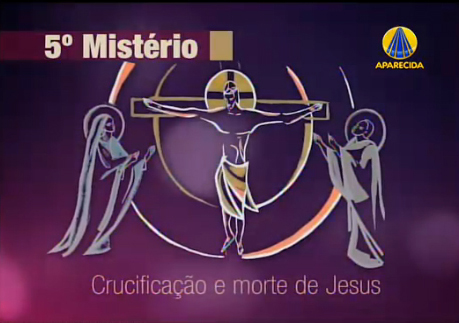 5º Mistério
APARECIDA
Crucificação e morte de Jesus